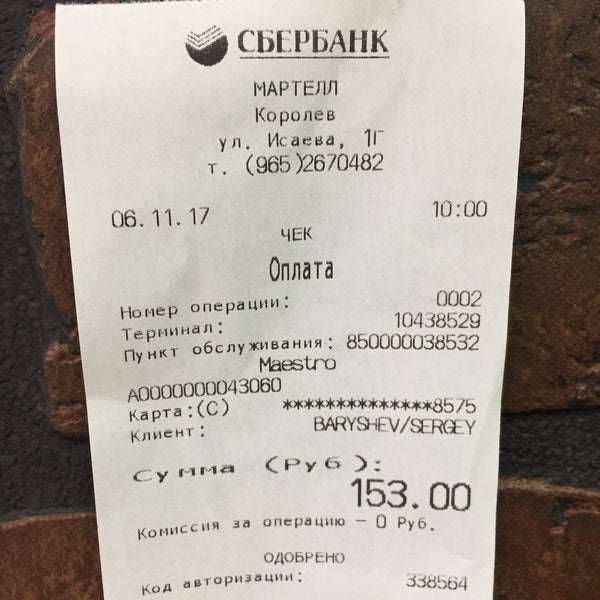 СБЕРБАНК
МАРТЕЛЛ
Королев
ул. Исаева, 1Г
т. (965)2670482
06.11.17 10:00
ЧЕК
Оплата
Номер операции: 0002
Терминал: 10438529
Пункт обслуживания: 850000038532
Maestro
A0000000043060
Карта:(C) **************8575
Клиент: BARYSHEV/SERGEY
Сумма (Руб):
153.00
Комиссия за операцию – 0 Руб.
ОДОБРЕНО
Код авторизации: 338564